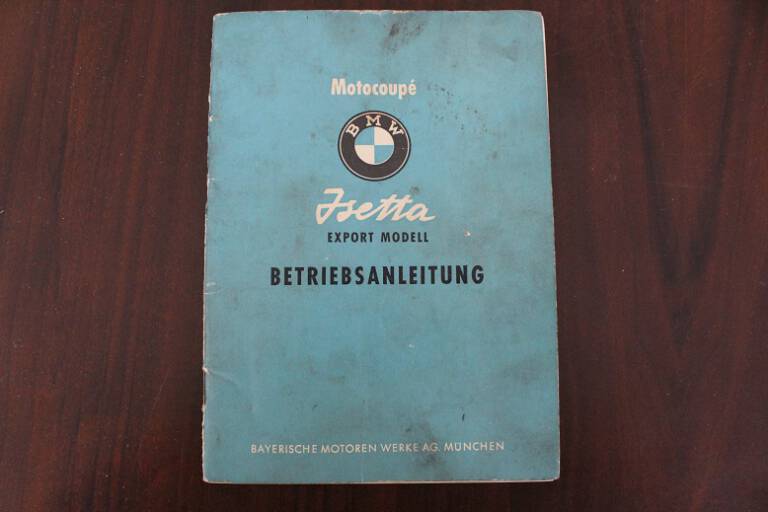 Motocoupé
BMW
Isetta
EXPORT MODELL
BETRIEBSANLEITUNG
BAYERISCHE MOTOREN WERKE AG. MÜNCHEN